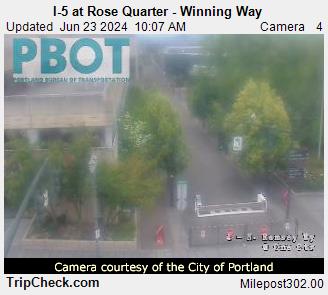 I-5 at Rose Quarter - Winning Way
Updated Jun 23 2024 10:07 AM Camera 4
PBOT
PORTLAND BUREAU OF TRANSPORTATION
Camera courtesy of the City of Portland
TripCheck.com Milepost302.00